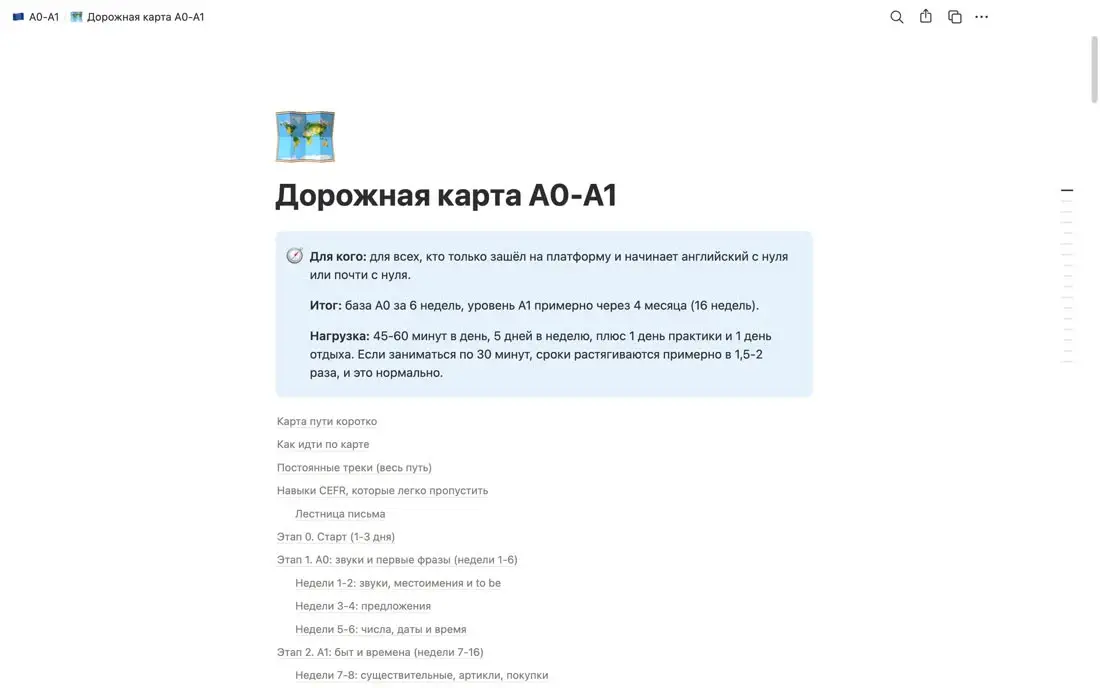 A0-A1 Дорожная карта A0-A1
Дорожная карта A0-A1
Для кого: для всех, кто только зашёл на платформу и начинает английский с нуля
или почти с нуля.
Итог: база A0 за 6 недель, уровень A1 примерно через 4 месяца (16 недель).
Нагрузка: 45-60 минут в день, 5 дней в неделю, плюс 1 день практики и 1 день
отдыха. Если заниматься по 30 минут, сроки растягиваются примерно в 1,5-2
раза, и это нормально.
Карта пути коротко
Как идти по карте
Постоянные треки (весь путь)
Навыки CEFR, которые легко пропустить
Лестница письма
Этап 0. Старт (1-3 дня)
Этап 1. A0: звуки и первые фразы (недели 1-6)
Недели 1-2: звуки, местоимения и to be
Недели 3-4: предложения
Недели 5-6: числа, даты и время
Этап 2. A1: быт и времена (недели 7-16)
Недели 7-8: существительные, артикли, покупки